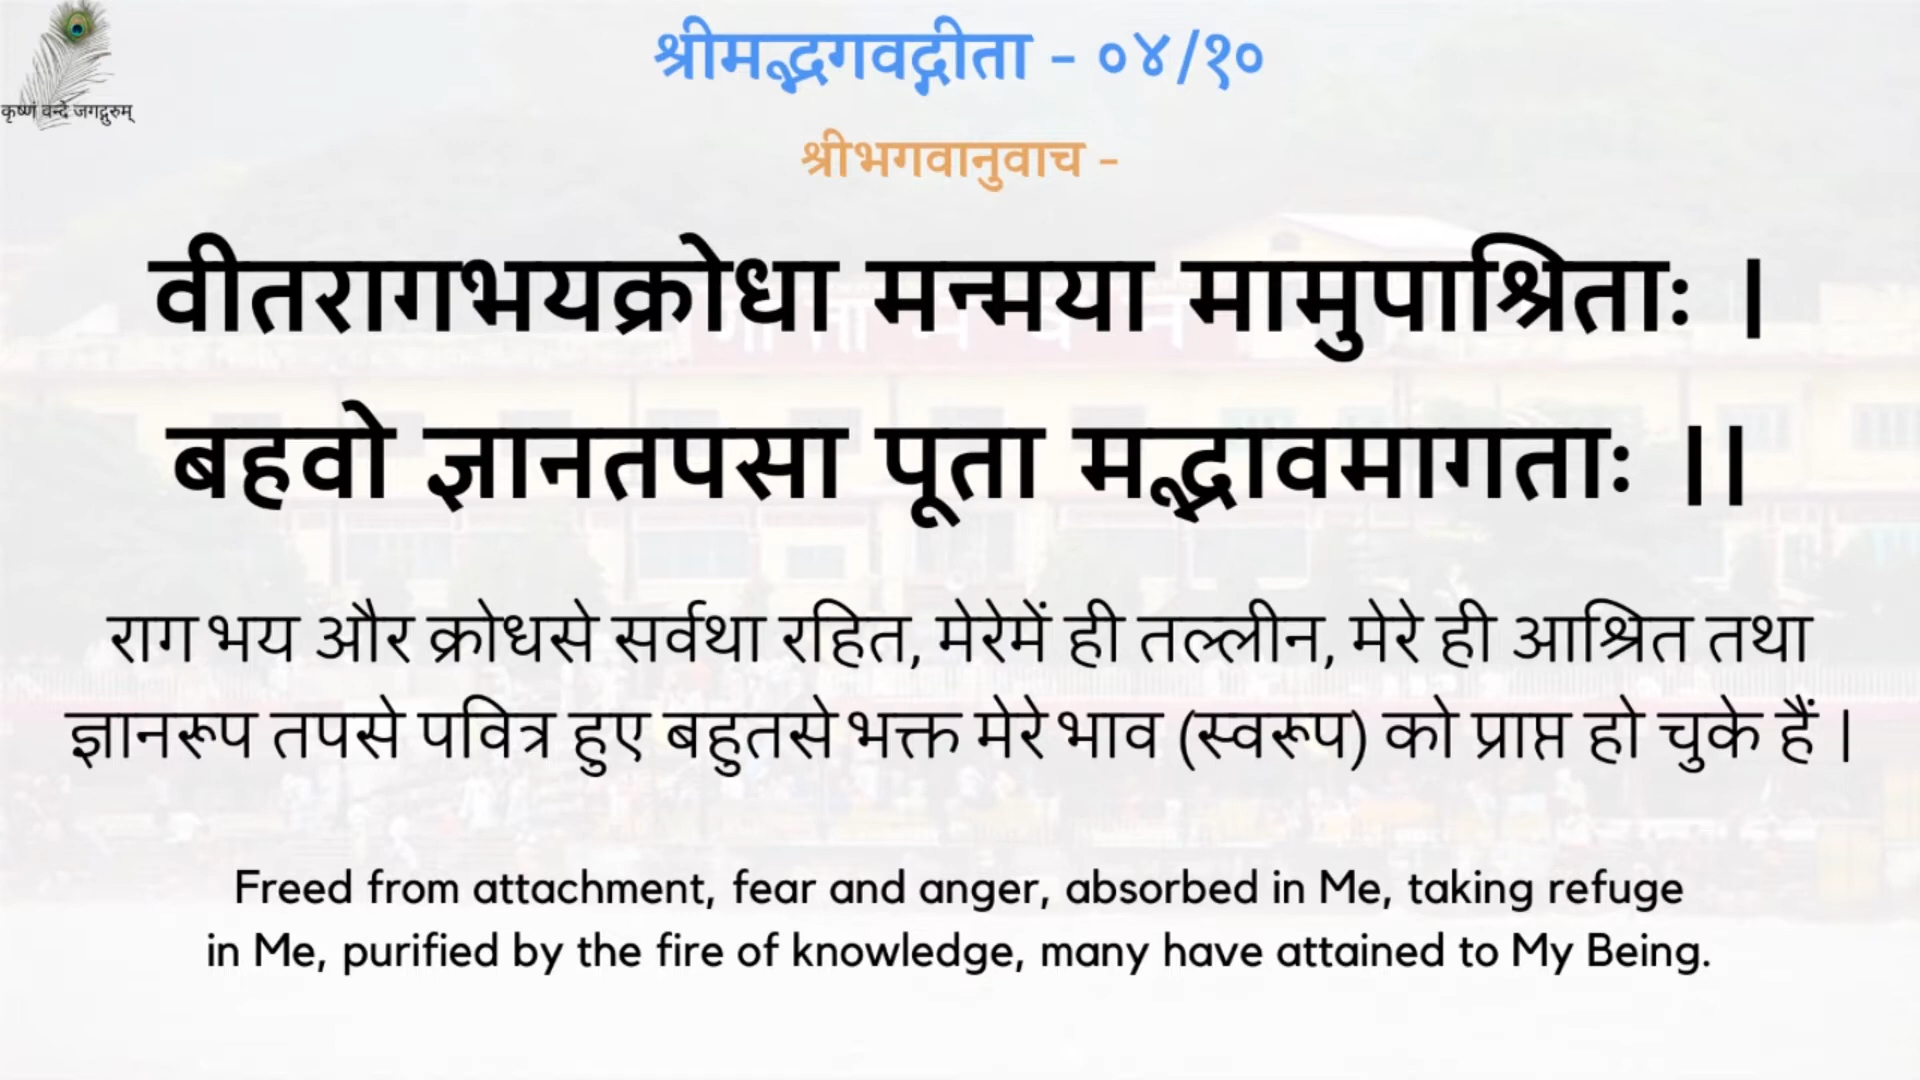 श्रीमद्भगवद्गीता - ०४/१०
कृष्णं वन्दे जगद्गुरुम्
श्रीभगवानुवाच -
वीतरागभयक्रोधा मन्मया मामुपाश्रिताः |
बहवो ज्ञानतपसा पूता मद्भावमागताः ||
राग भय और क्रोधसे सर्वथा रहित, मेरेमें ही तल्लीन, मेरे ही आश्रित तथा
ज्ञानरूप तपसे पवित्र हुए बहुतसे भक्त मेरे भाव (स्वरूप) को प्राप्त हो चुके हैं |
Freed from attachment, fear and anger, absorbed in Me, taking refuge
in Me, purified by the fire of knowledge, many have attained to My Being.